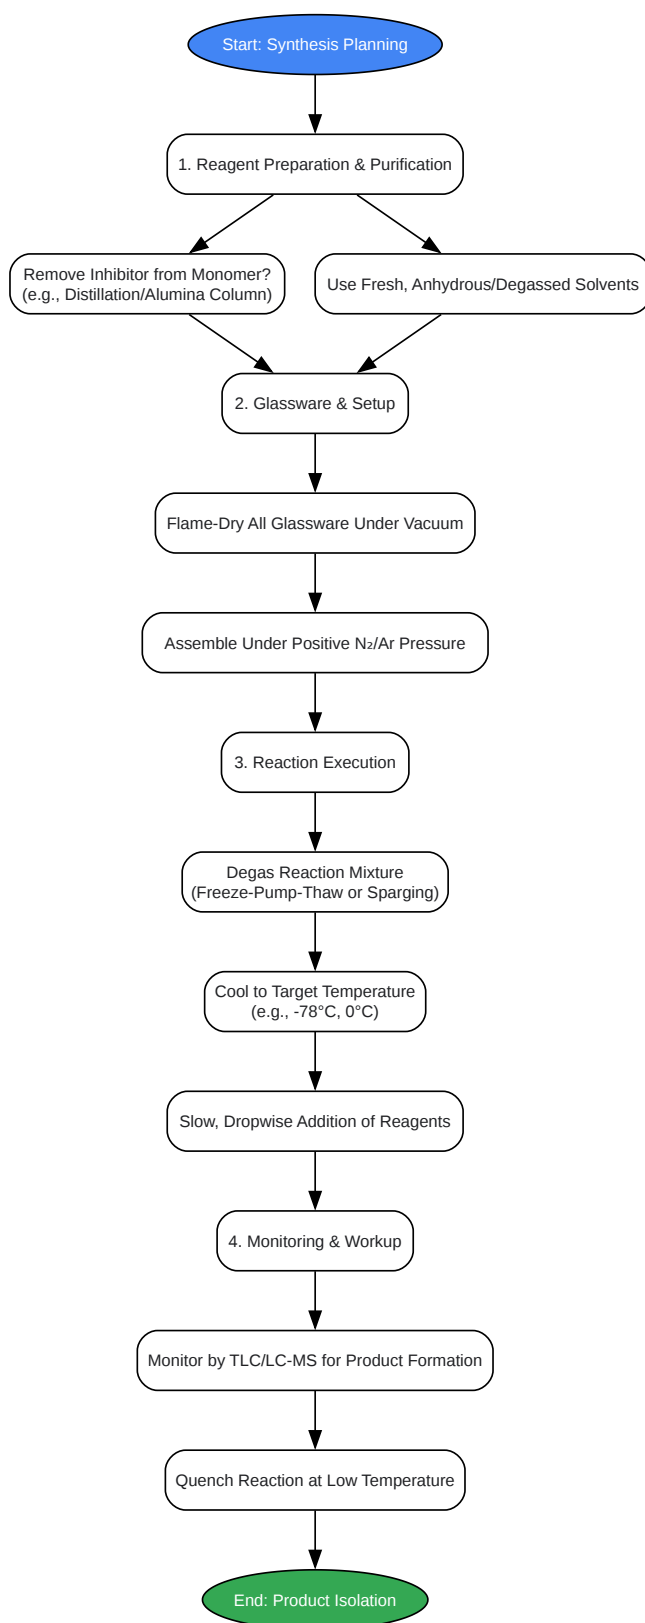 Start: Synthesis Planning
1. Reagent Preparation & Purification
Remove Inhibitor from Monomer?
(e.g., Distillation/Alumina Column)
Use Fresh, Anhydrous/Degassed Solvents
2. Glassware & Setup
Flame-Dry All Glassware Under Vacuum
Assemble Under Positive N₂/Ar Pressure
3. Reaction Execution
Degas Reaction Mixture
(Freeze-Pump-Thaw or Sparging)
Cool to Target Temperature
(e.g., -78°C, 0°C)
Slow, Dropwise Addition of Reagents
4. Monitoring & Workup
Monitor by TLC/LC-MS for Product Formation
Quench Reaction at Low Temperature
End: Product Isolation